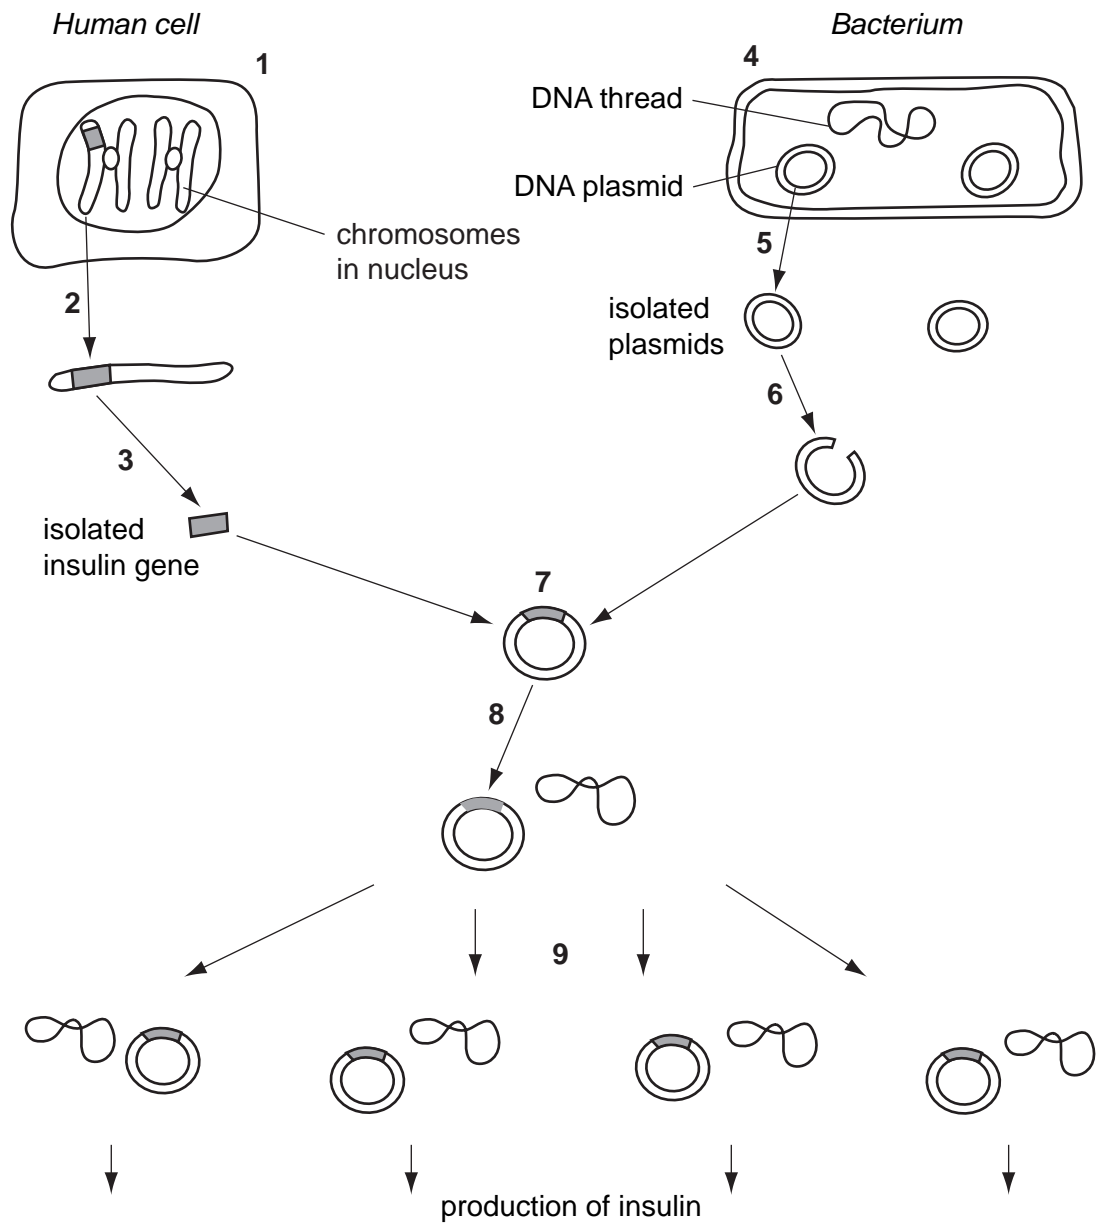 Human cell
Bacterium
1
4
DNA thread
DNA plasmid
chromosomes
in nucleus
5
2
isolated
plasmids
6
3
isolated
insulin gene
7
8
9
production of insulin